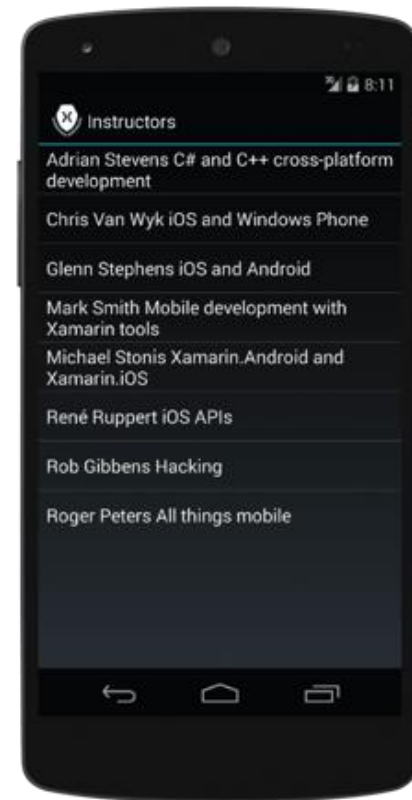 8:11
Instructors
Adrian Stevens C# and C++ cross-platform
development
Chris Van Wyk iOS and Windows Phone
Glenn Stephens iOS and Android
Mark Smith Mobile development with
Xamarin tools
Michael Stonis Xamarin.Android and
Xamarin.iOS
René Ruppert iOS APIs
Rob Gibbens Hacking
Roger Peters All things mobile